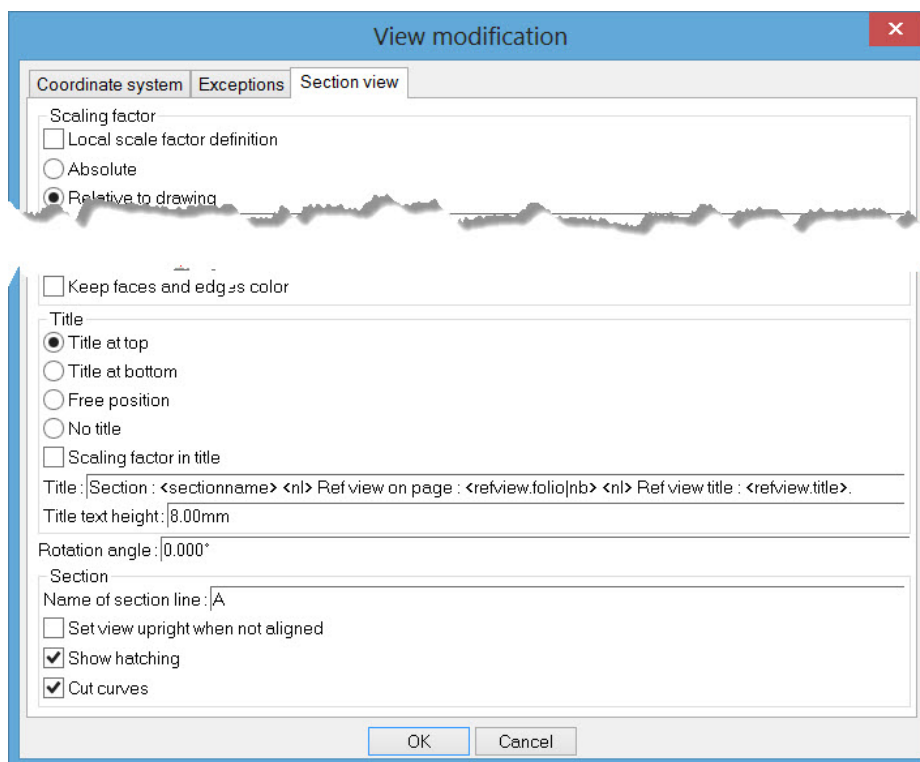 View modification
Coordinate system Exceptions Section view
Scaling factor
Local scale factor definition
Absolute
Relative to drawing
Keep faces and edges color
Title
Title at top
Title at bottom
Free position
No title
Scaling factor in title
Title : Section : <sectionname> <nl> Ref view on page : <refview.folio|nb> <nl> Ref view title : <refview.title>.
Title text height : 8.00mm
Rotation angle : 0.000°
Section
Name of section line : A
Set view upright when not aligned
Show hatching
Cut curves
OK Cancel